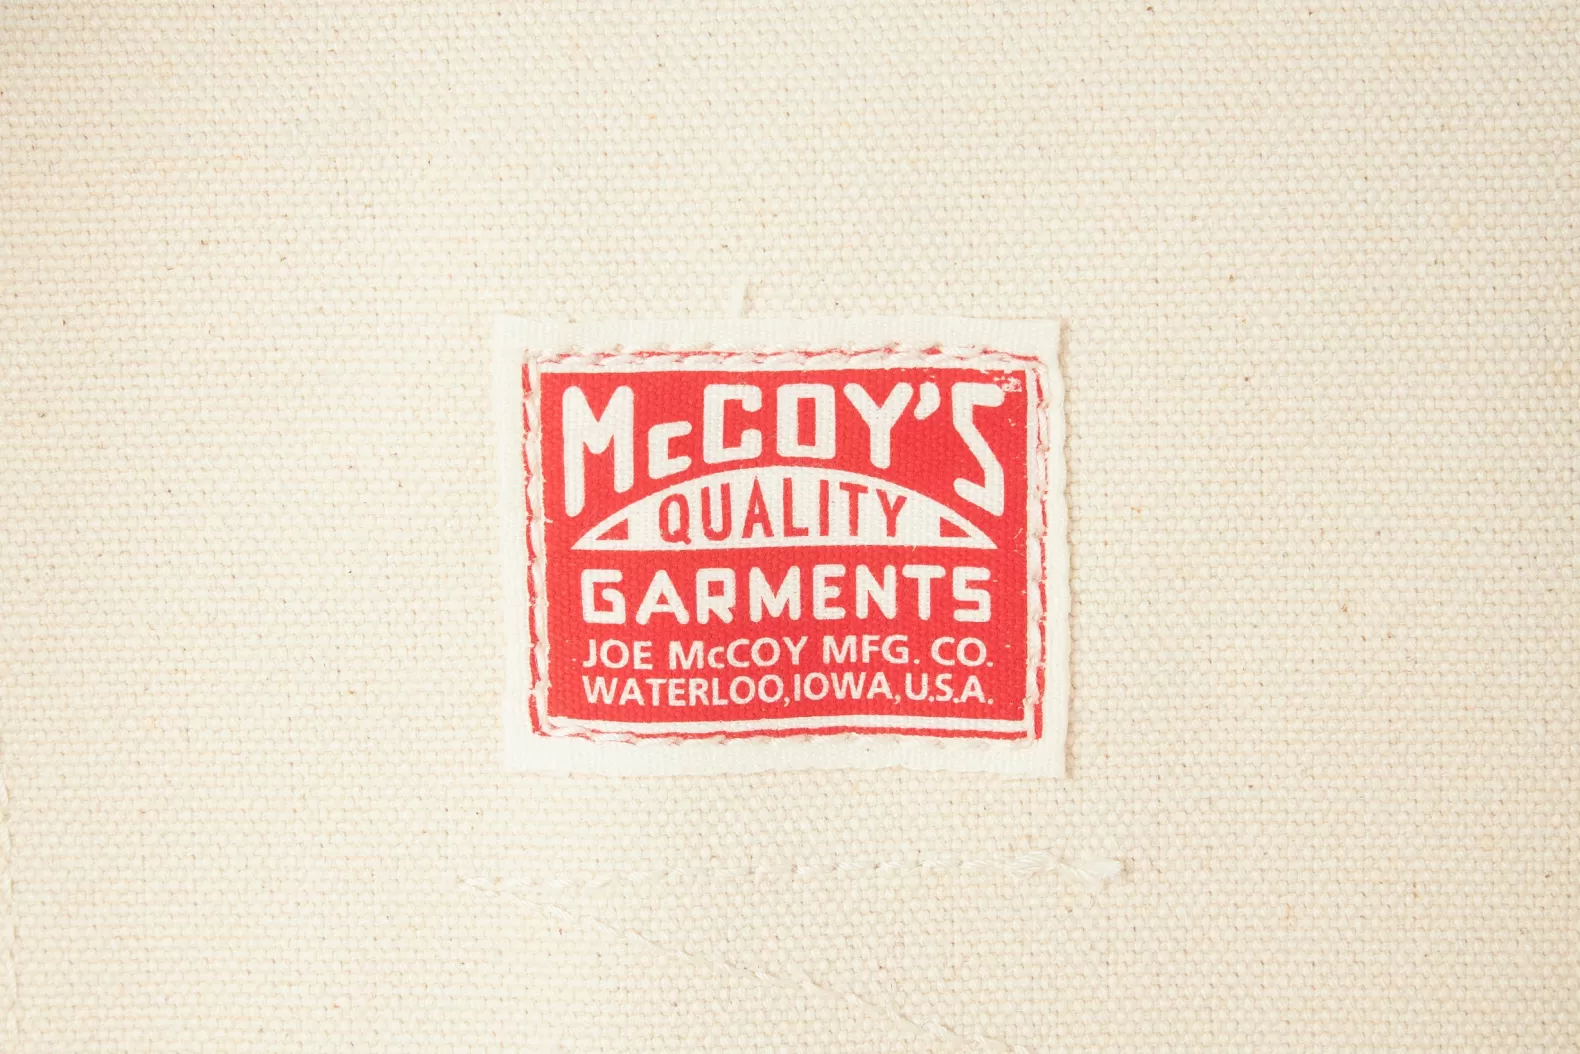 McCOY'S
QUALITY
GARMENTS
JOE McCOY MFG. CO.
WATERLOO,IOWA,U.S.A.